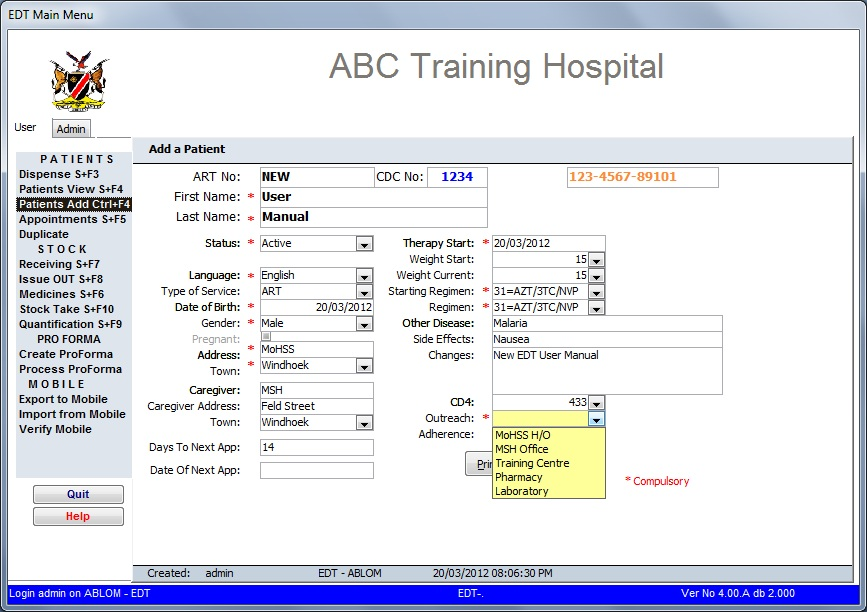 EDT Main Menu
ABC Training Hospital
User Admin
Add a Patient
PATIENTS
Dispense S+F3
Patients View S+F4
Patients Add Ctrl+F4
Appointments S+F5
Duplicate
STOCK
Receiving S+F7
Issue OUT S+F8
Medicines S+F6
Stock Take S+F10
Quantification S+F9
PRO FORMA
Create ProForma
Process ProForma
MOBILE
Export to Mobile
Import from Mobile
Verify Mobile
Quit
Help
ART No: NEW CDC No: 1234 123-4567-89101
First Name: * User
Last Name: * Manual
Status: * Active
Language: * English
Type of Service: * ART
Date of Birth: * 20/03/2012
Gender: * Male
Pregnant:
Address: * MoHSS
Town: * Windhoek
Caregiver: MSH
Caregiver Address: Feld Street
Town: Windhoek
Days To Next App: 14
Date Of Next App:
Therapy Start: * 20/03/2012
Weight Start: 15
Weight Current: 15
Starting Regimen: * 31=AZT/3TC/NVP
Regimen: * 31=AZT/3TC/NVP
Other Disease: Malaria
Side Effects: Nausea
Changes: New EDT User Manual
CD4: 433
Outreach: *
Adherence:
MoHSS H/O
MSH Office
Training Centre
Pharmacy
Laboratory
* Compulsory
Created: admin EDT - ABLOM 20/03/2012 08:06:30 PM
Login admin on ABLOM - EDT EDT-. Ver No 4.00.A db 2.000